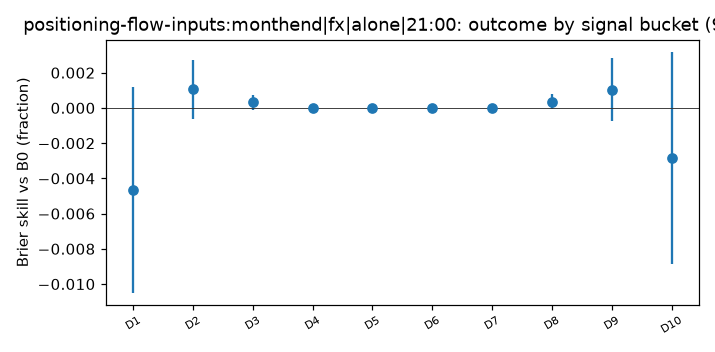 positioning-flow-inputs:monthend|fx|alone|21:00: outcome by signal bucket (9
Brier skill vs B0 (fraction)
0.002
0.000
−0.002
−0.004
−0.006
−0.008
−0.010
D1 D2 D3 D4 D5 D6 D7 D8 D9 D10